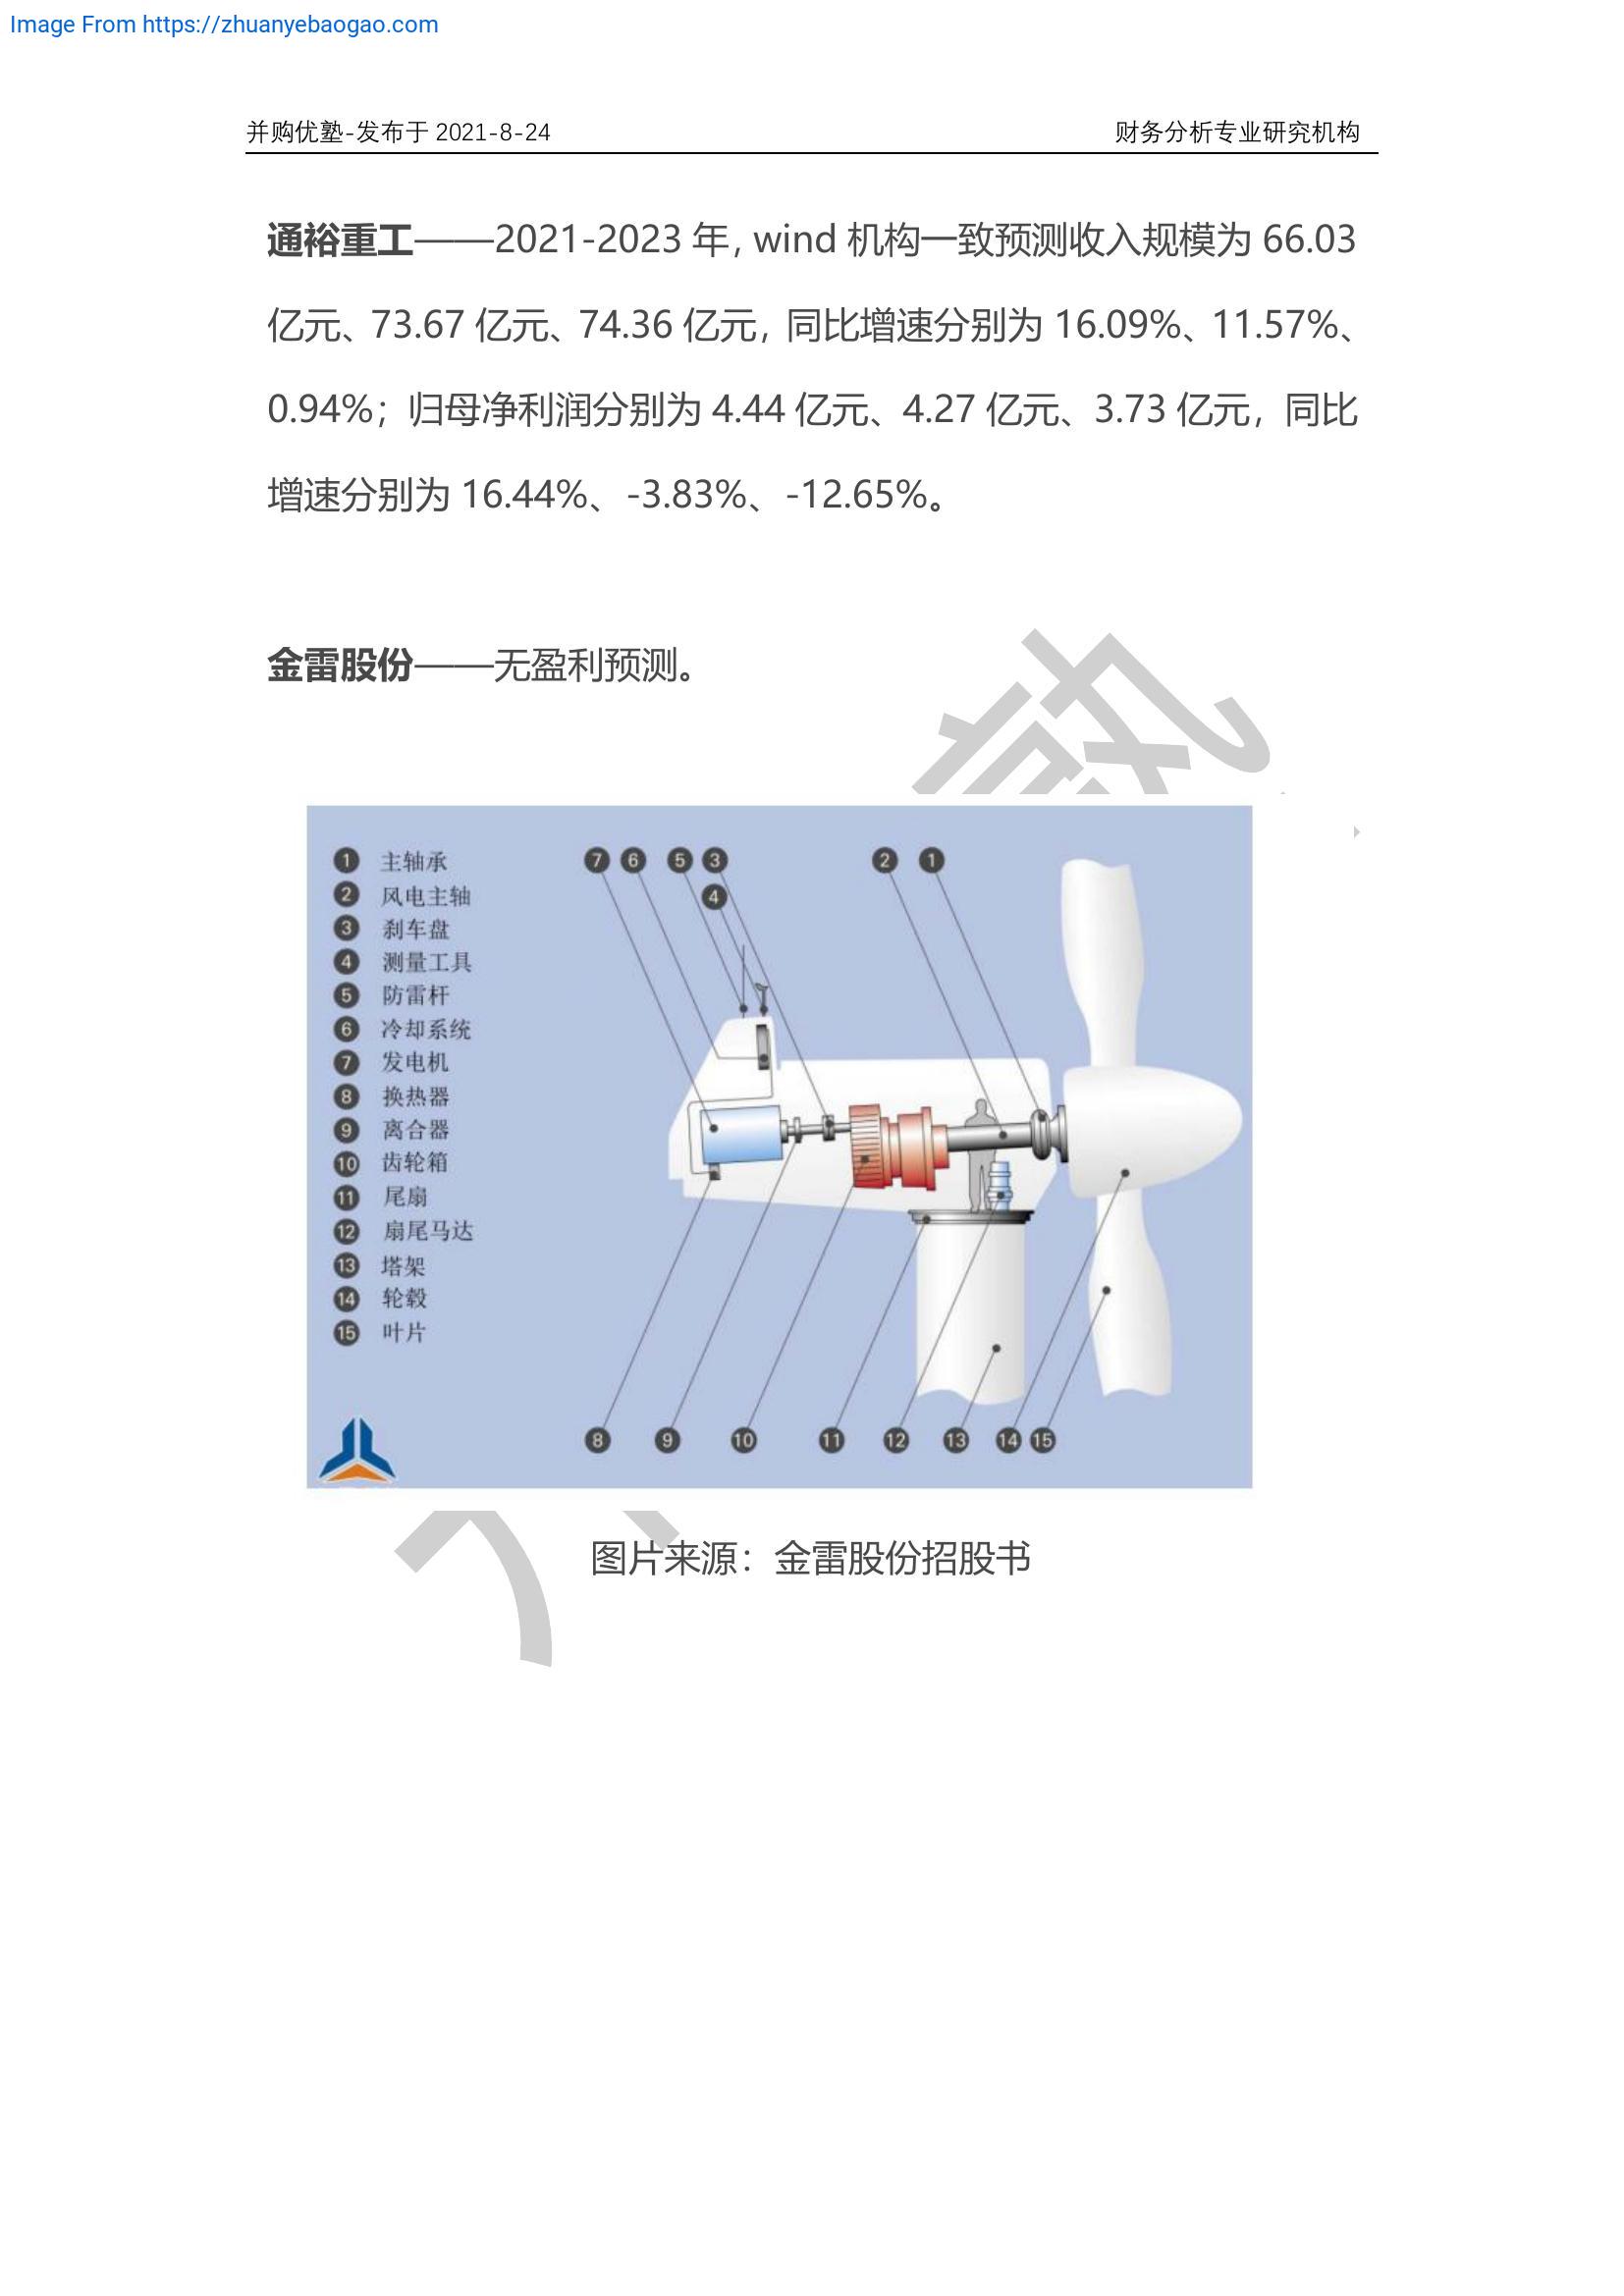 Image From https://zhuanyebaogao.com
并购优塾-发布于 2021-8-24
财务分析专业研究机构
通裕重工——2021-2023 年，wind 机构一致预测收入规模为 66.03
亿元、73.67 亿元、74.36 亿元，同比增速分别为 16.09%、11.57%、
0.94%；归母净利润分别为 4.44 亿元、4.27 亿元、3.73 亿元，同比
增速分别为 16.44%、-3.83%、-12.65%。
金雷股份——无盈利预测。
1 主轴承
2 风电主轴
3 刹车盘
4 测量工具
5 防雷杆
6 冷却系统
7 发电机
8 换热器
9 离合器
10 齿轮箱
11 尾扇
12 扇尾马达
13 塔架
14 轮毂
15 叶片
7 6 5 3 2 1
4
8 9 10 11 12 13 14 15
图片来源：金雷股份招股书